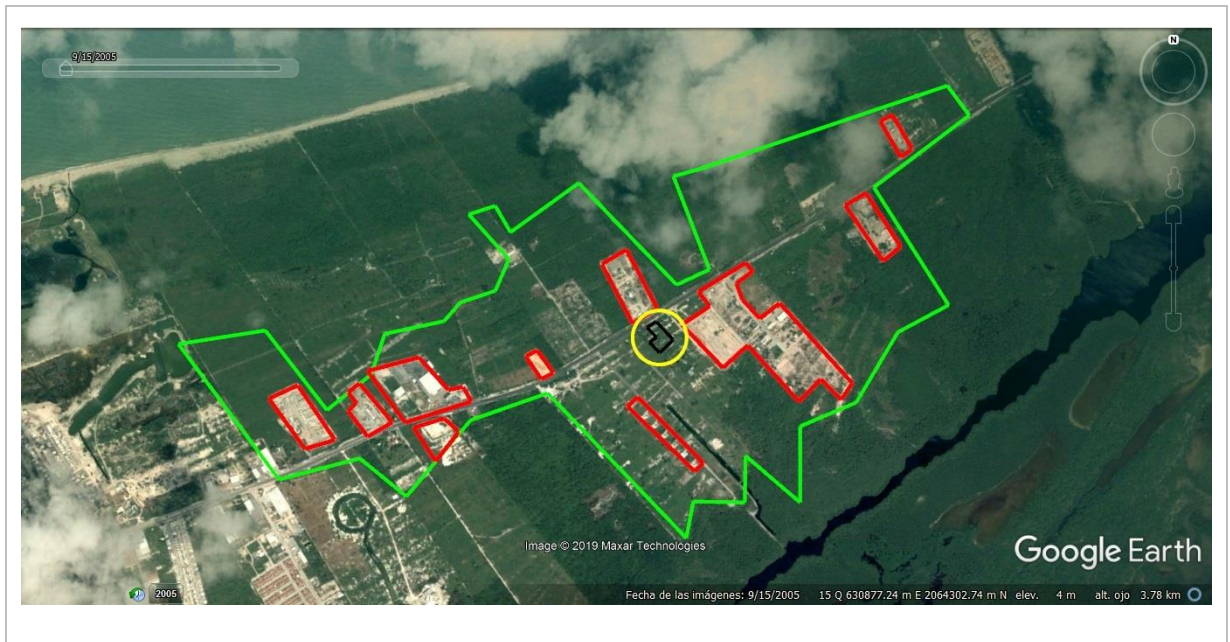 9/15/2005
N
Image © 2019 Maxar Technologies
Google Earth
2005
Fecha de las imágenes: 9/15/2005 15 Q 630877.24 m E 2064302.74 m N elev. 4 m alt. ojo 3.78 km